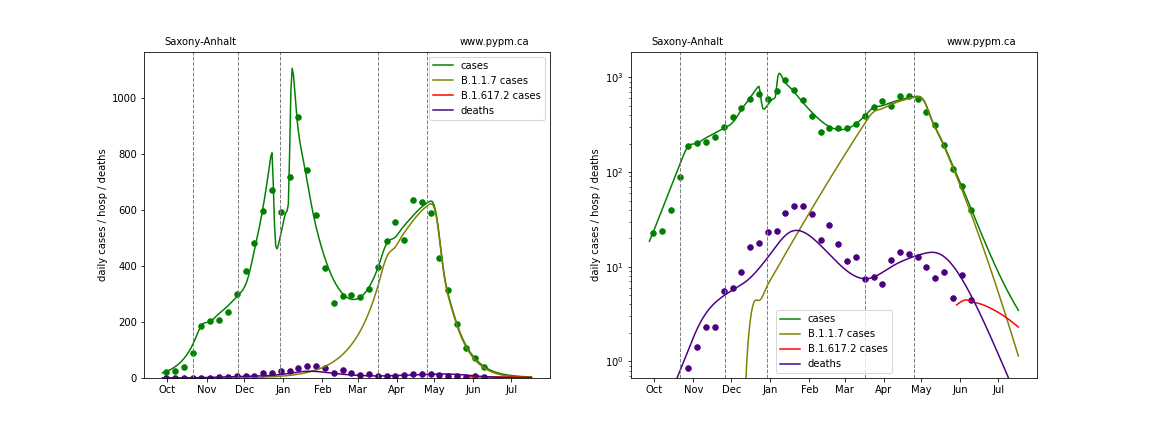 Saxony-Anhalt www.pypm.ca
daily cases / hosp / deaths
1000
800
600
400
200
0
Oct Nov Dec Jan Feb Mar Apr May Jun Jul
cases
B.1.1.7 cases
B.1.617.2 cases
deaths
Saxony-Anhalt www.pypm.ca
daily cases / hosp / deaths
10³
10²
10¹
10⁰
cases
B.1.1.7 cases
B.1.617.2 cases
deaths
Oct Nov Dec Jan Feb Mar Apr May Jun Jul